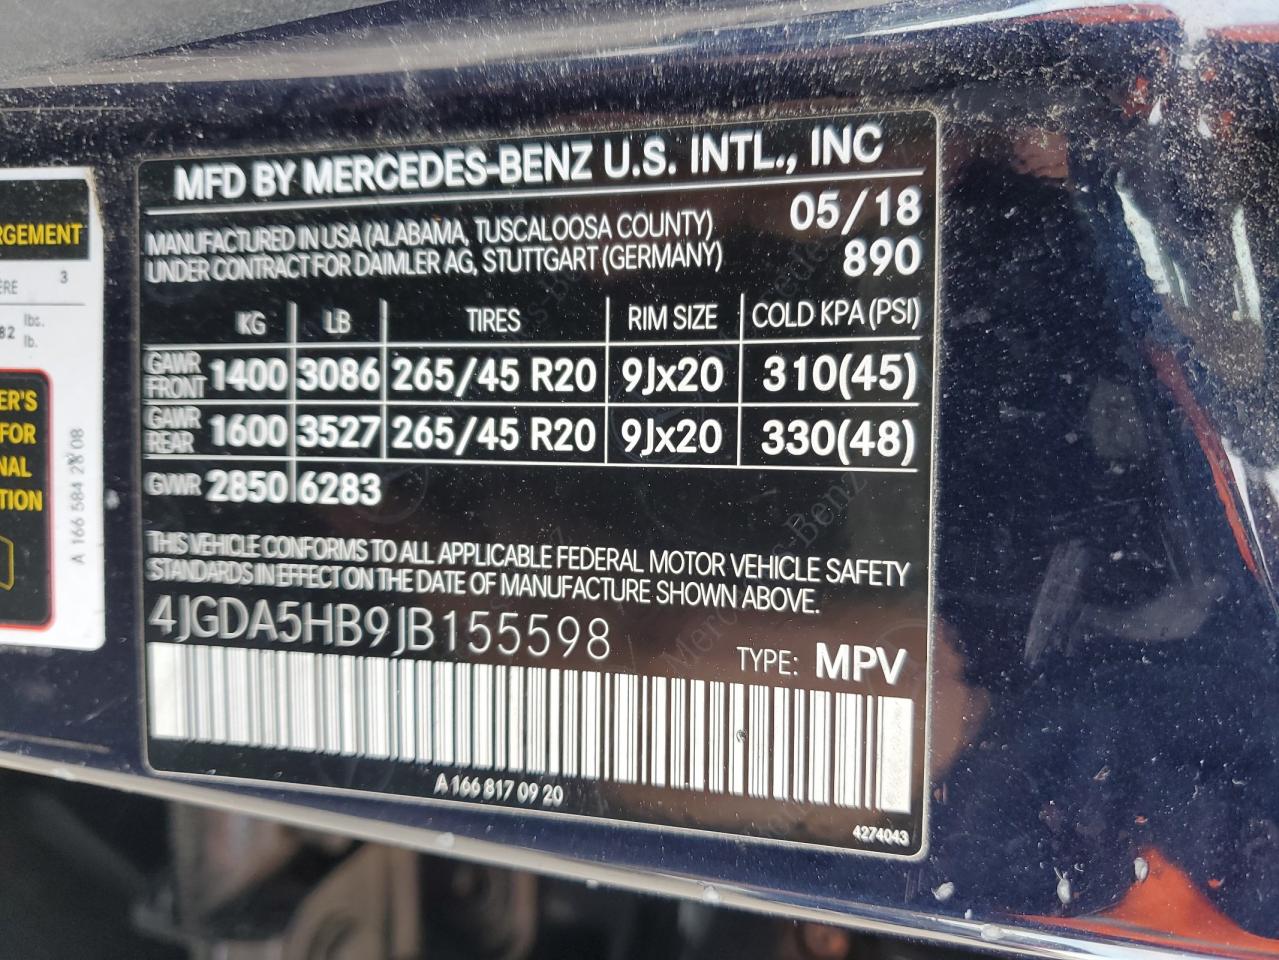 MFD BY MERCEDES-BENZ U.S. INTL., INC
MANUFACTURED IN USA (ALABAMA, TUSCALOOSA COUNTY) 05/18
UNDER CONTRACT FOR DAIMLER AG, STUTTGART (GERMANY) 890
KG LB TIRES RIM SIZE COLD KPA (PSI)
GAWR FRONT 1400 3086 265/45 R20 9Jx20 310(45)
GAWR REAR 1600 3527 265/45 R20 9Jx20 330(48)
GVWR 2850 6283
THIS VEHICLE CONFORMS TO ALL APPLICABLE FEDERAL MOTOR VEHICLE SAFETY
STANDARDS IN EFFECT ON THE DATE OF MANUFACTURE SHOWN ABOVE.
4JGDA5HB9JB155598
TYPE: MPV
A 166 817 09 20
4274043
RGEMENT
ERE 3
82 lbs.
lb.
ER'S
FOR
NAL
TION